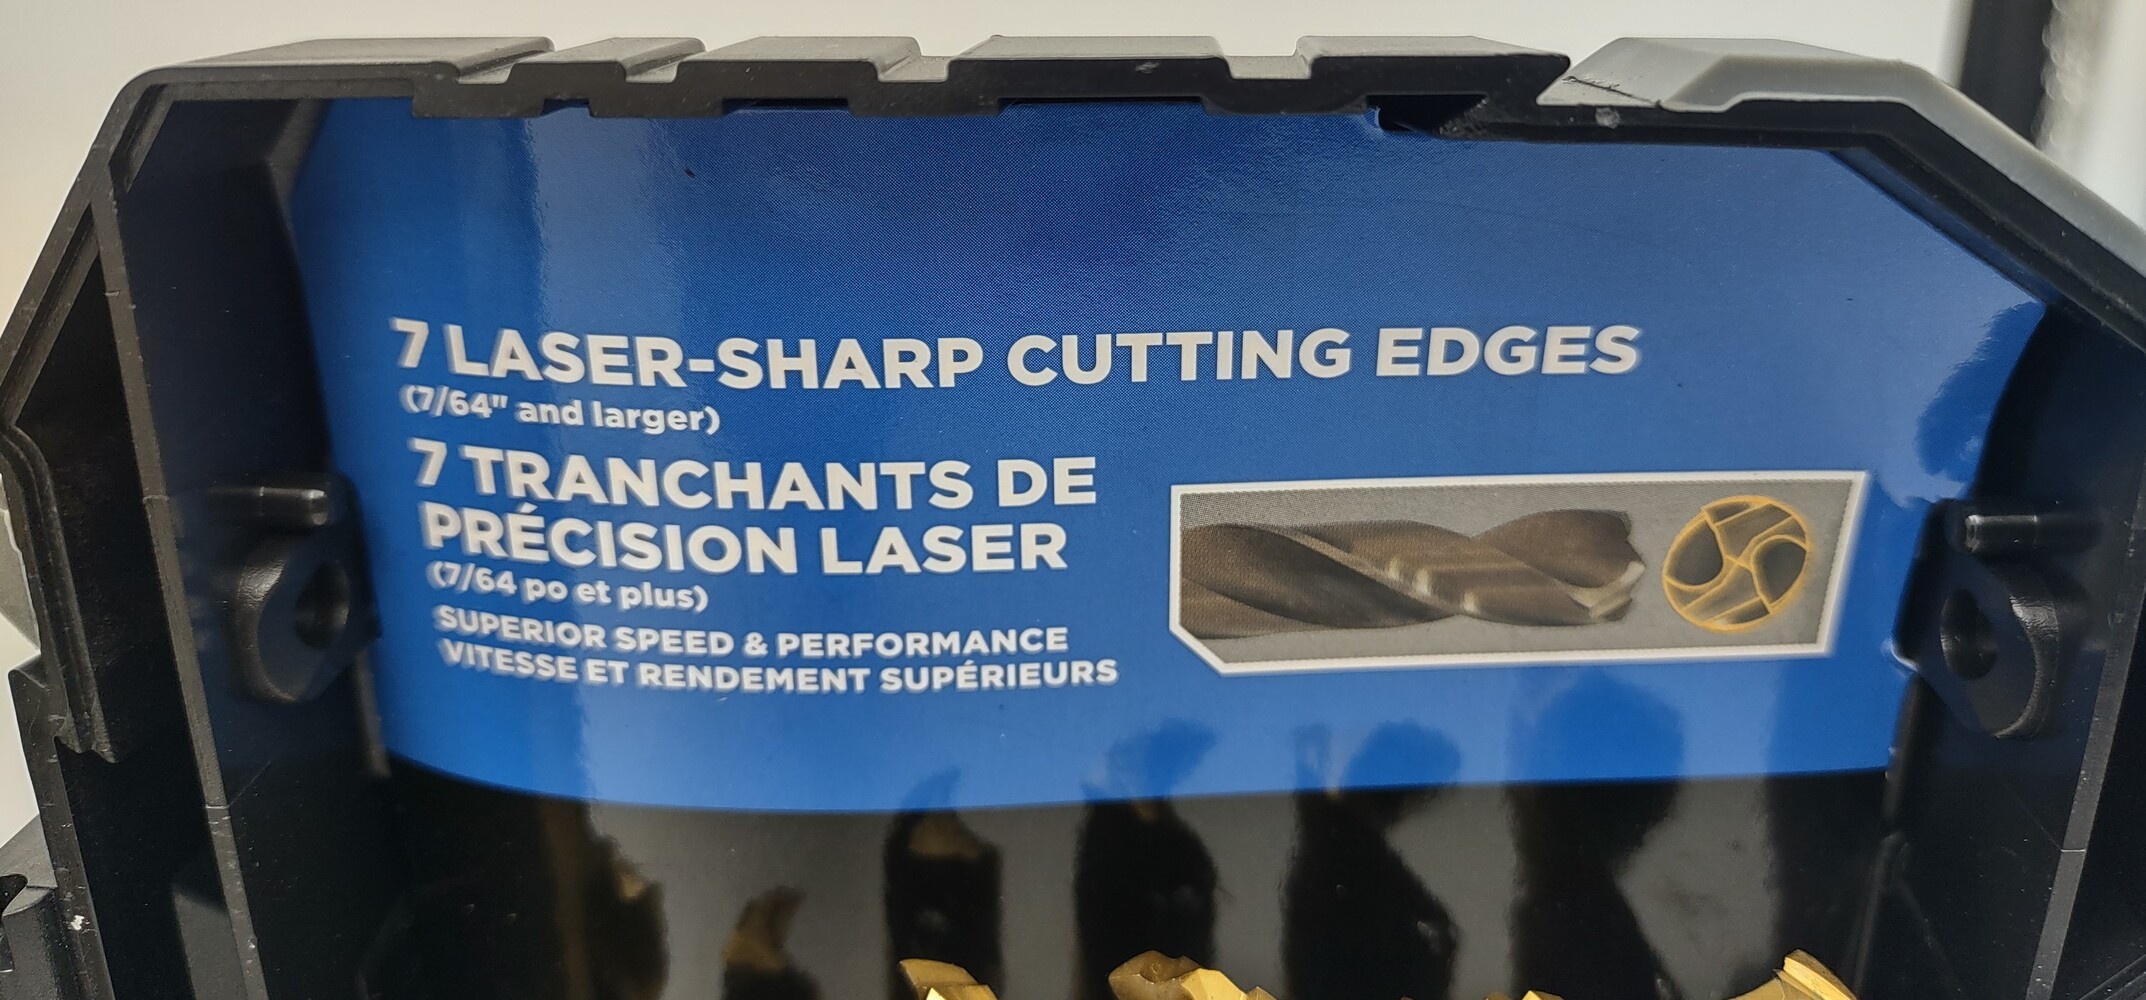 7 LASER-SHARP CUTTING EDGES
(7/64" and larger)
7 TRANCHANTS DE
PRÉCISION LASER
(7/64 po et plus)
SUPERIOR SPEED & PERFORMANCE
VITESSE ET RENDEMENT SUPÉRIEURS